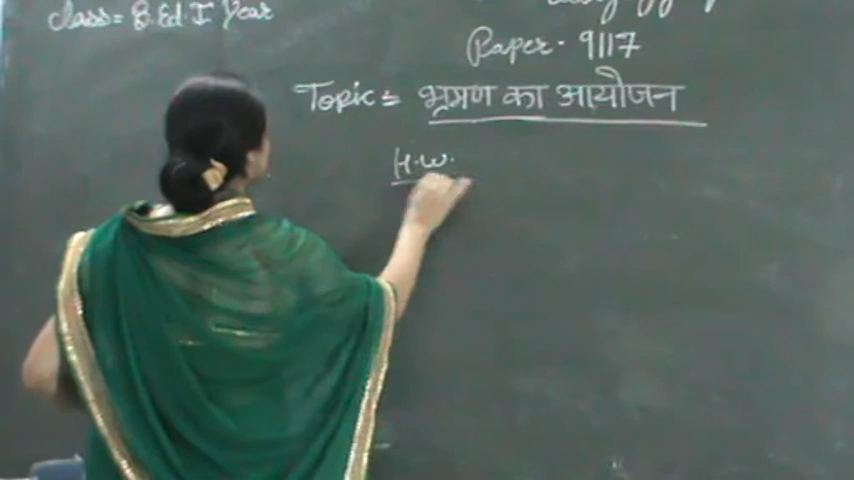 Class = B.Ed. I Year
Paper - 9117
Topic = भ्रमण का आयोजन
H.W.